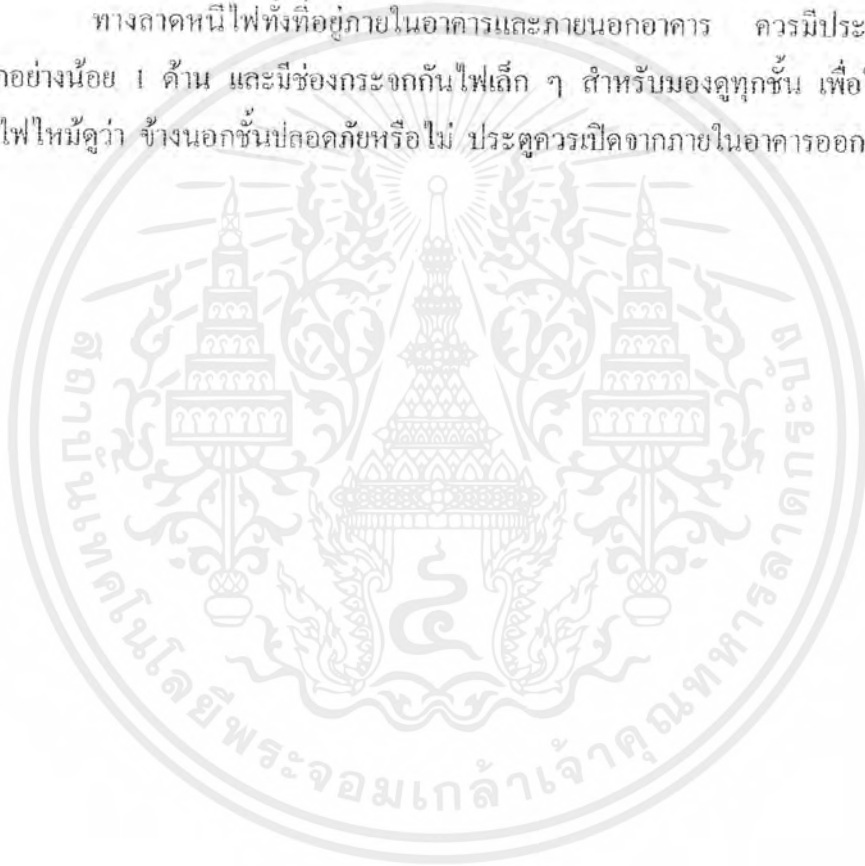 ทางลาดหนีไฟทั้งที่อยู่ภายในอาคารและภายนอกอาคาร ควรมีประ
อย่างน้อย 1 ด้าน และมีช่องกระจกกันไฟเล็ก ๆ สำหรับมองดูทุกชั้น เพื่อ
ไฟไหม้ดูว่า ข้างนอกชั้นปลอดภัยหรือไม่ ประตูควรเปิดจากภายในอาคารออก
สถาบันเทคโนโลยีพระจอมเกล้าเจ้าคุณทหารลาดกระบัง